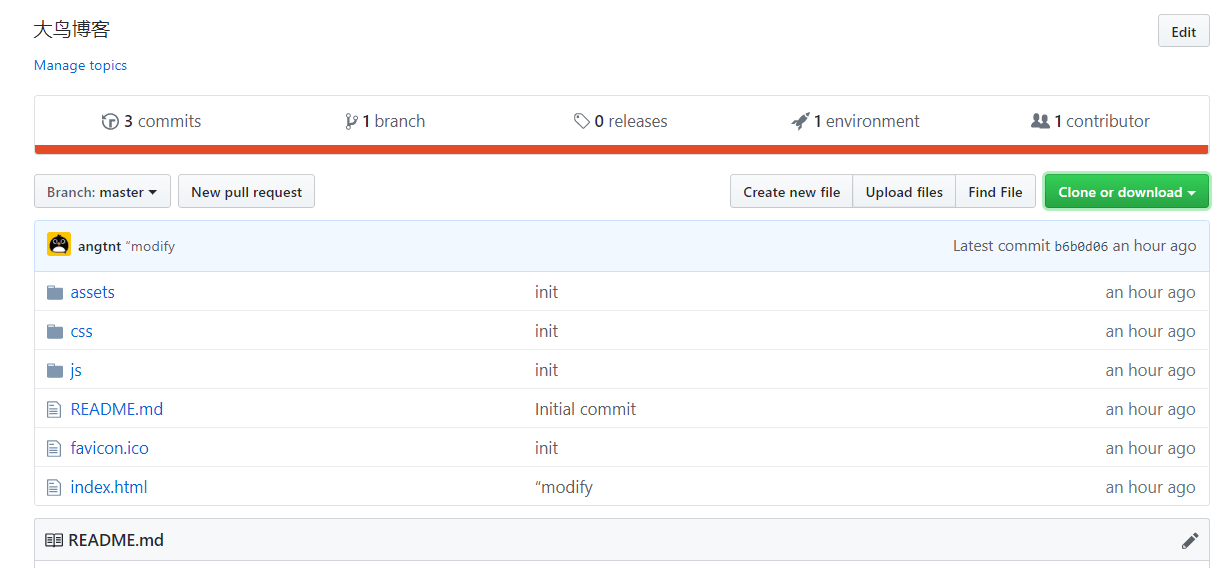 大鸟博客
Edit
Manage topics
3 commits 1 branch 0 releases 1 environment 1 contributor
Branch: master New pull request Create new file Upload files Find File Clone or download
angtnt “modify Latest commit b6b0d06 an hour ago
assets init an hour ago
css init an hour ago
js init an hour ago
README.md Initial commit an hour ago
favicon.ico init an hour ago
index.html “modify an hour ago
README.md